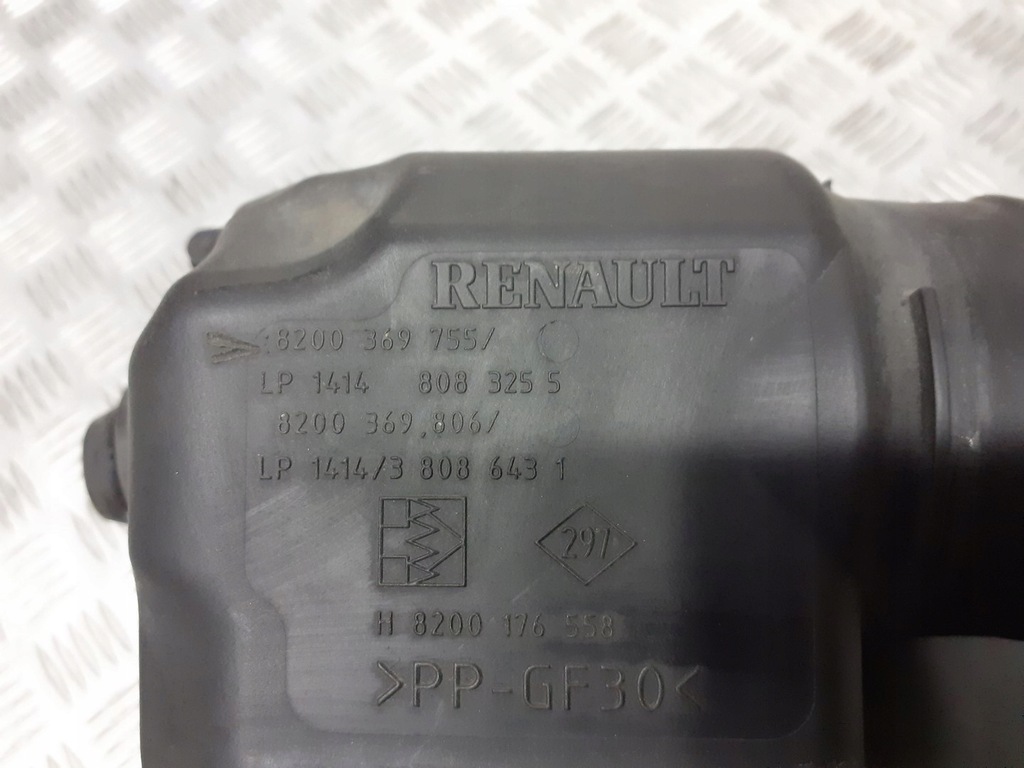 RENAULT
8200 369 755/
LP 1414 808 325 5
8200 369.806/
LP 1414/3 808 643 1
297
H 8200 176 558
>PP-GF30<